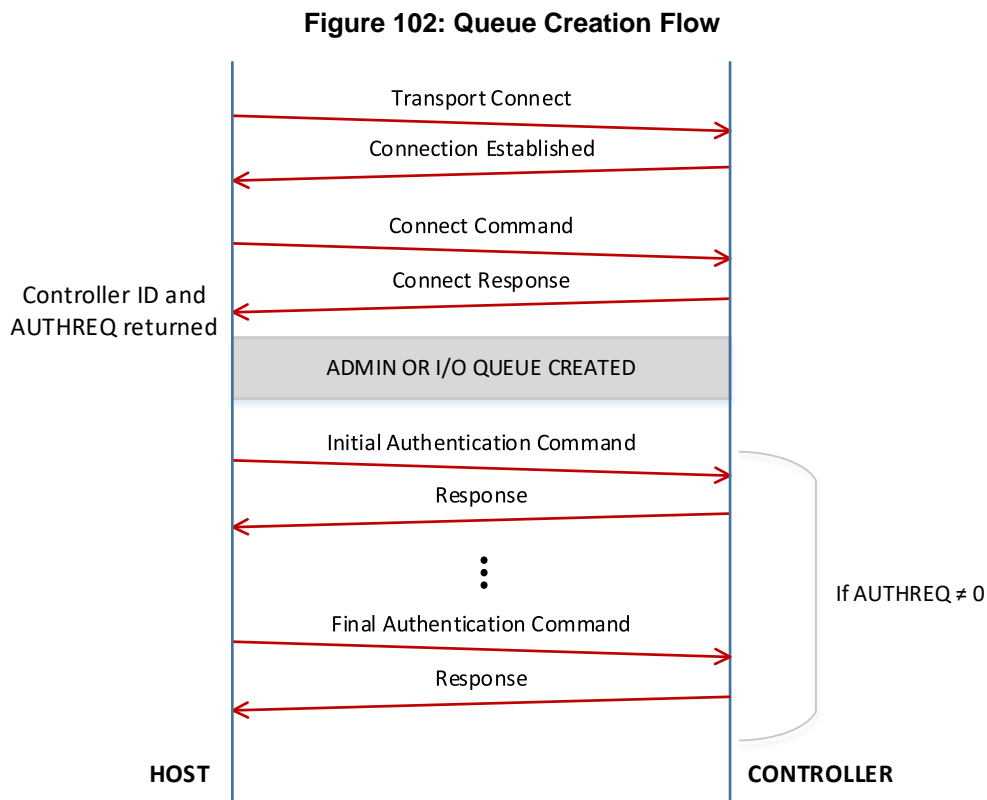 Figure 102: Queue Creation Flow
Transport Connect
Connection Established
Connect Command
Connect Response
Controller ID and
AUTHREQ returned
ADMIN OR I/O QUEUE CREATED
Initial Authentication Command
Response
If AUTHREQ ≠ 0
Final Authentication Command
Response
HOST
CONTROLLER